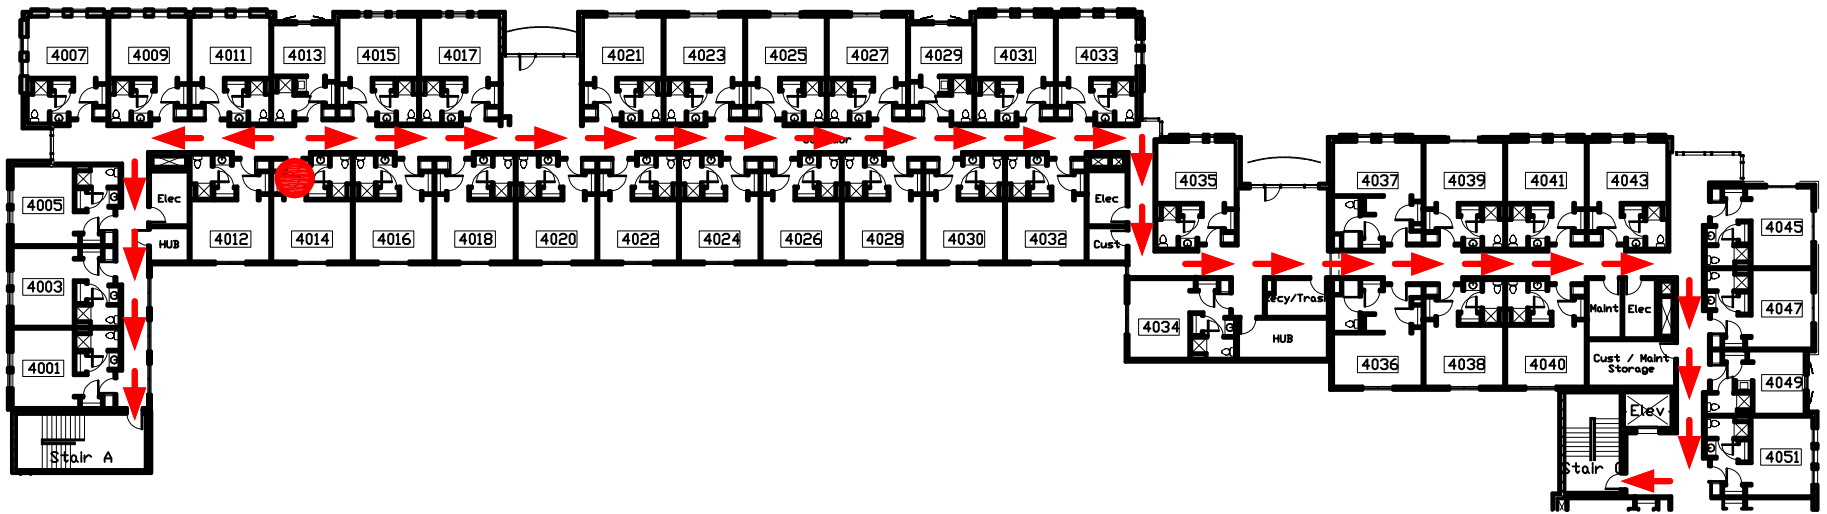 4007 4009 4011 4013 4015 4017 4021 4023 4025 4027 4029 4031 4033
4035 4037 4039 4041 4043
4005 Elec Elec 4045
4012 4014 4016 4018 4020 4022 4024 4026 4028 4030 4032
HUB Cust
4003 4047
4034 HUB Maint Elec
4001 4036 4038 4040 Cust / Maint
Storage
4049
Elev
Stair A 4051
Stair